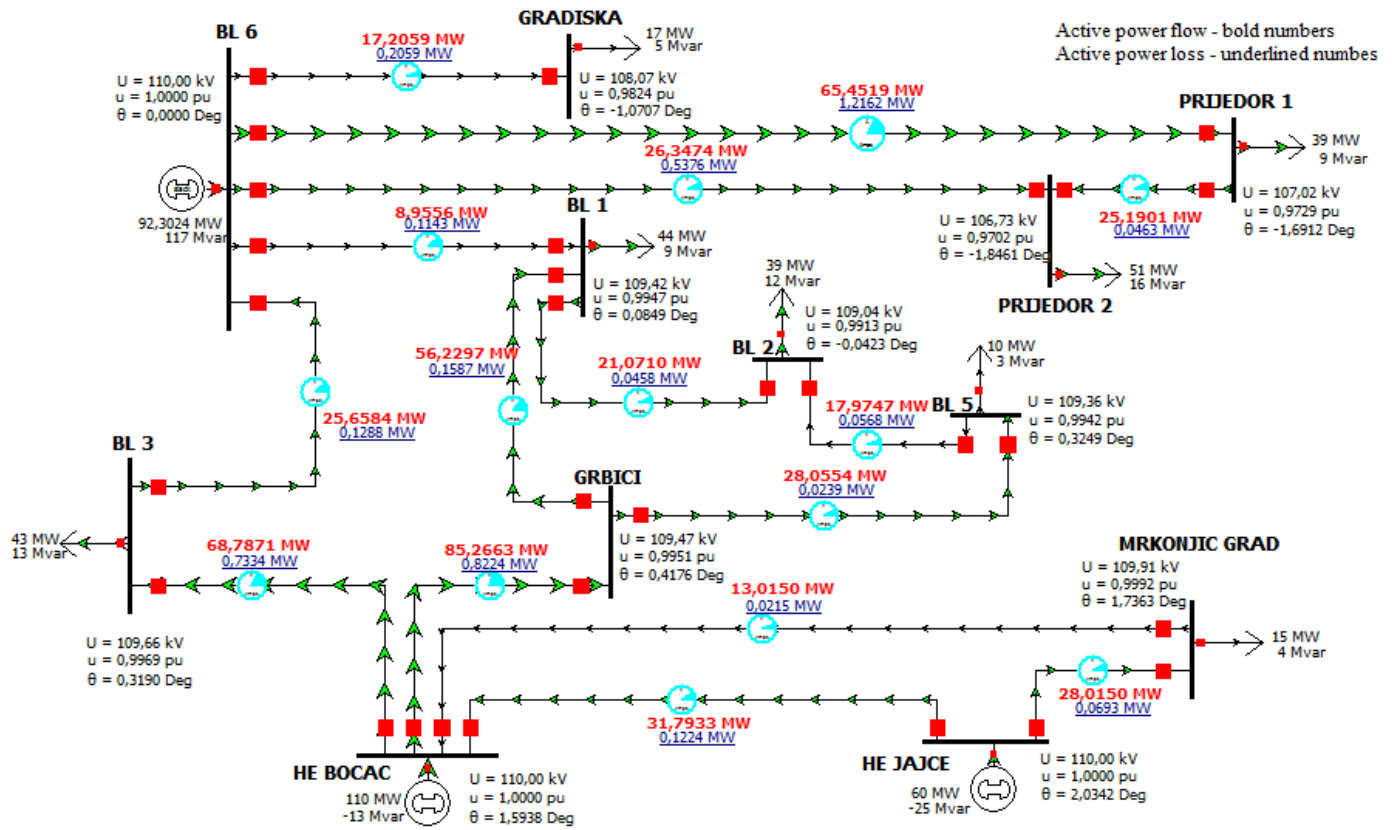 GRADISKA
17 MW
5 Mvar
Active power flow - bold numbers
Active power loss - underlined numbes
BL 6
17,2059 MW
0,2059 MW
U = 110,00 kV
u = 1,0000 pu
θ = 0,0000 Deg
U = 108,07 kV
u = 0,9824 pu
θ = -1,0707 Deg
65,4519 MW
1,2162 MW
PRIJEDOR 1
39 MW
9 Mvar
26,3474 MW
0,5376 MW
92,3024 MW
117 Mvar
8,9556 MW
0,1143 MW
BL 1
44 MW
9 Mvar
U = 106,73 kV
u = 0,9702 pu
θ = -1,8461 Deg
25,1901 MW
0,0463 MW
U = 107,02 kV
u = 0,9729 pu
θ = -1,6912 Deg
51 MW
16 Mvar
PRIJEDOR 2
U = 109,42 kV
u = 0,9947 pu
θ = 0,0849 Deg
39 MW
12 Mvar
U = 109,04 kV
u = 0,9913 pu
θ = -0,0423 Deg
BL 2
10 MW
3 Mvar
56,2297 MW
0,1587 MW
21,0710 MW
0,0458 MW
17,9747 MW
0,0568 MW
BL 5
U = 109,36 kV
u = 0,9942 pu
θ = 0,3249 Deg
25,6584 MW
0,1288 MW
BL 3
GRBICI
28,0554 MW
0,0239 MW
43 MW
13 Mvar
68,7871 MW
0,7334 MW
85,2663 MW
0,8224 MW
U = 109,47 kV
u = 0,9951 pu
θ = 0,4176 Deg
MRKONJIC GRAD
U = 109,91 kV
u = 0,9992 pu
θ = 1,7363 Deg
13,0150 MW
0,0215 MW
U = 109,66 kV
u = 0,9969 pu
θ = 0,3190 Deg
15 MW
4 Mvar
28,0150 MW
0,0693 MW
31,7933 MW
0,1224 MW
HE BOCAC
110 MW
-13 Mvar
U = 110,00 kV
u = 1,0000 pu
θ = 1,5938 Deg
HE JAJCE
60 MW
-25 Mvar
U = 110,00 kV
u = 1,0000 pu
θ = 2,0342 Deg